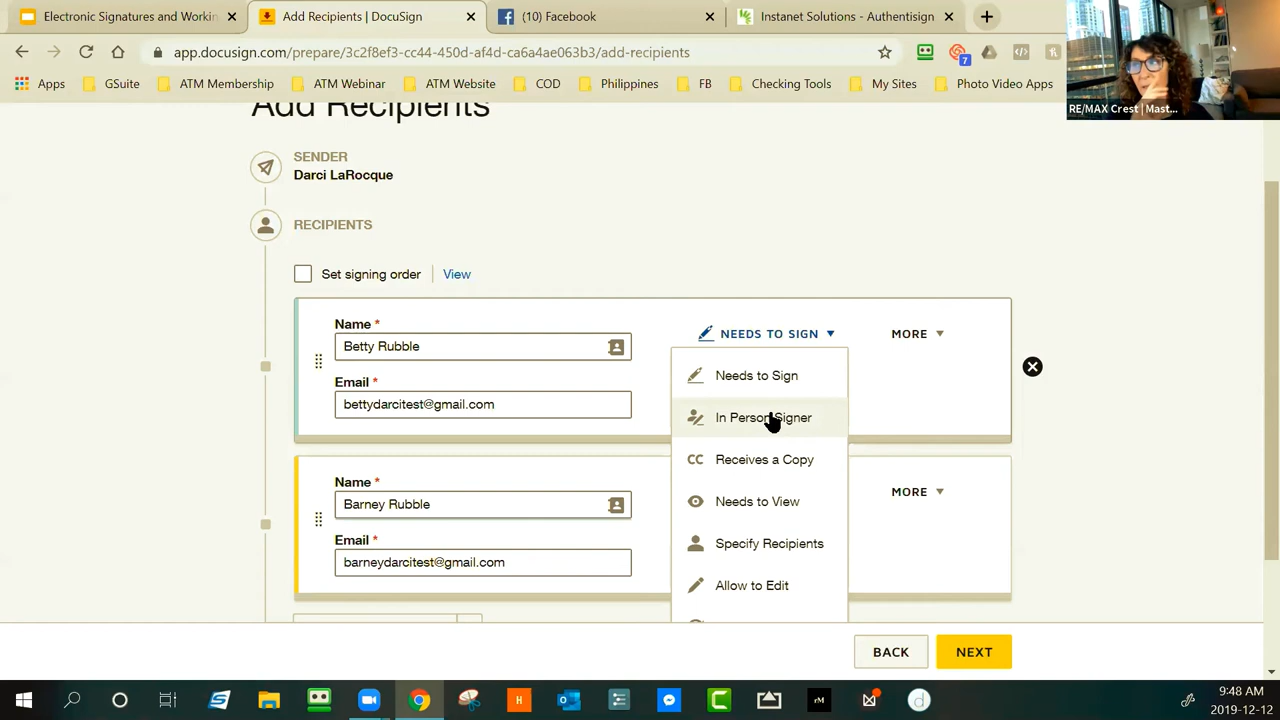 Electronic Signatures and Workin
Add Recipients | DocuSign
(10) Facebook
Instanet Solutions - Authentisign
app.docusign.com/prepare/3c2f8ef3-cc44-450d-af4d-ca6a4ae063b3/add-recipients
7
Apps
GSuite
ATM Membership
ATM Webin
ATM Website
COD
Philippines
FB
Checking Tools
My Sites
Photo Video Apps
RE/MAX Crest | Mast...
Add Recipients
SENDER
Darci LaRocque
RECIPIENTS
Set signing order
View
Name *
Betty Rubble
Email *
bettydarcitest@gmail.com
NEEDS TO SIGN
MORE
Needs to Sign
In Person Signer
CC Receives a Copy
Needs to View
Specify Recipients
Allow to Edit
Name *
Barney Rubble
Email *
barneydarcitest@gmail.com
MORE
BACK
NEXT
9:48 AM
2019-12-12